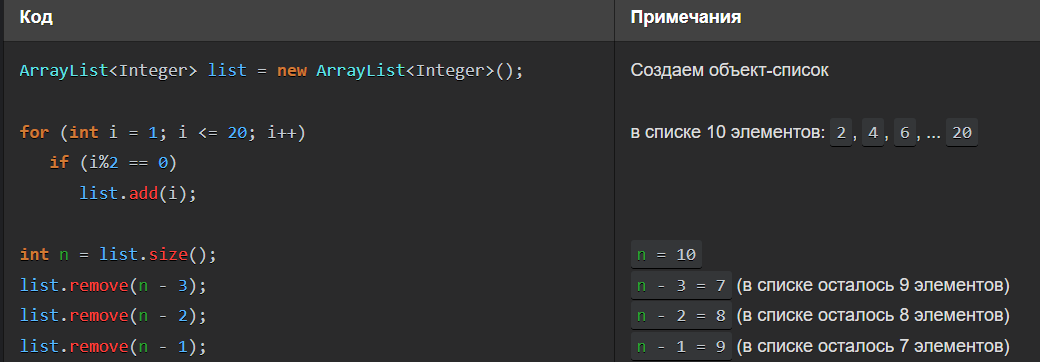 Код Примечания
ArrayList<Integer> list = new ArrayList<Integer>(); Создаем объект-список
for (int i = 1; i <= 20; i++) в списке 10 элементов: 2, 4, 6, ... 20
if (i%2 == 0)
list.add(i);
int n = list.size(); n = 10
list.remove(n - 3); n - 3 = 7 (в списке осталось 9 элементов)
list.remove(n - 2); n - 2 = 8 (в списке осталось 8 элементов)
list.remove(n - 1); n - 1 = 9 (в списке осталось 7 элементов)